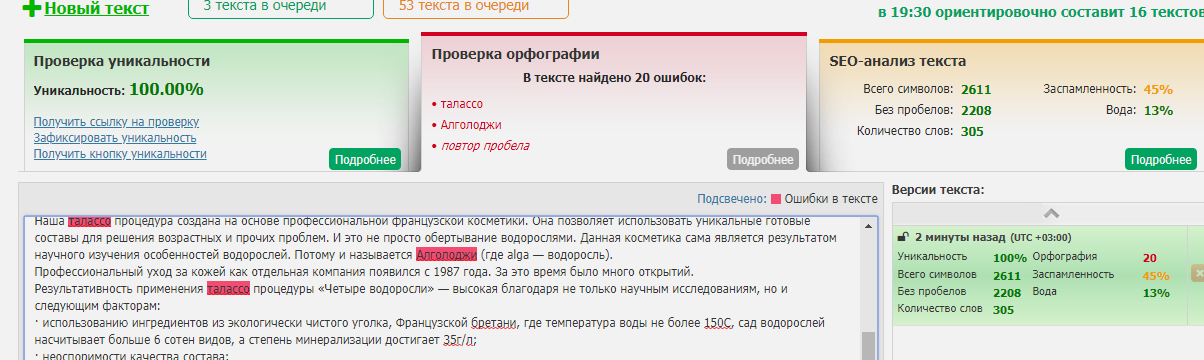 Новый текст
3 текста в очереди
53 текста в очереди
в 19:30 ориентировочно составит 16 текстов
Проверка уникальности
Уникальность: 100.00%
Получить ссылку на проверку
Зафиксировать уникальность
Получить кнопку уникальности
Подробнее
Проверка орфографии
В тексте найдено 20 ошибок:
• талассо
• Алголоджи
• повтор пробела
Подробнее
SEO-анализ текста
Всего символов: 2611 Заспамленность: 45%
Без пробелов: 2208 Вода: 13%
Количество слов: 305
Подробнее
Подсвечено: Ошибки в тексте
Наша талассо процедура создана на основе профессиональной французской косметики. Она позволяет использовать уникальные готовые
составы для решения возрастных и прочих проблем. И это не просто обертывание водорослями. Данная косметика сама является результатом
научного изучения особенностей водорослей. Потому и называется Алголоджи (где alga — водоросль).
Профессиональный уход за кожей как отдельная компания появился с 1987 года. За это время было много открытий.
Результативность применения талассо процедуры «Четыре водоросли» — высокая благодаря не только научным исследованиям, но и
следующим факторам:
· использованию ингредиентов из экологически чистого уголка, Французской бретани, где температура воды не более 150С, сад водорослей
насчитывает больше 6 сотен видов, а степень минерализации достигает 35г/л;
· неоспоримости качества состава:
Версии текста:
2 минуты назад (UTC +03:00)
Уникальность 100% Орфография 20
Всего символов 2611 Заспамленность 45%
Без пробелов 2208 Вода 13%
Количество слов 305